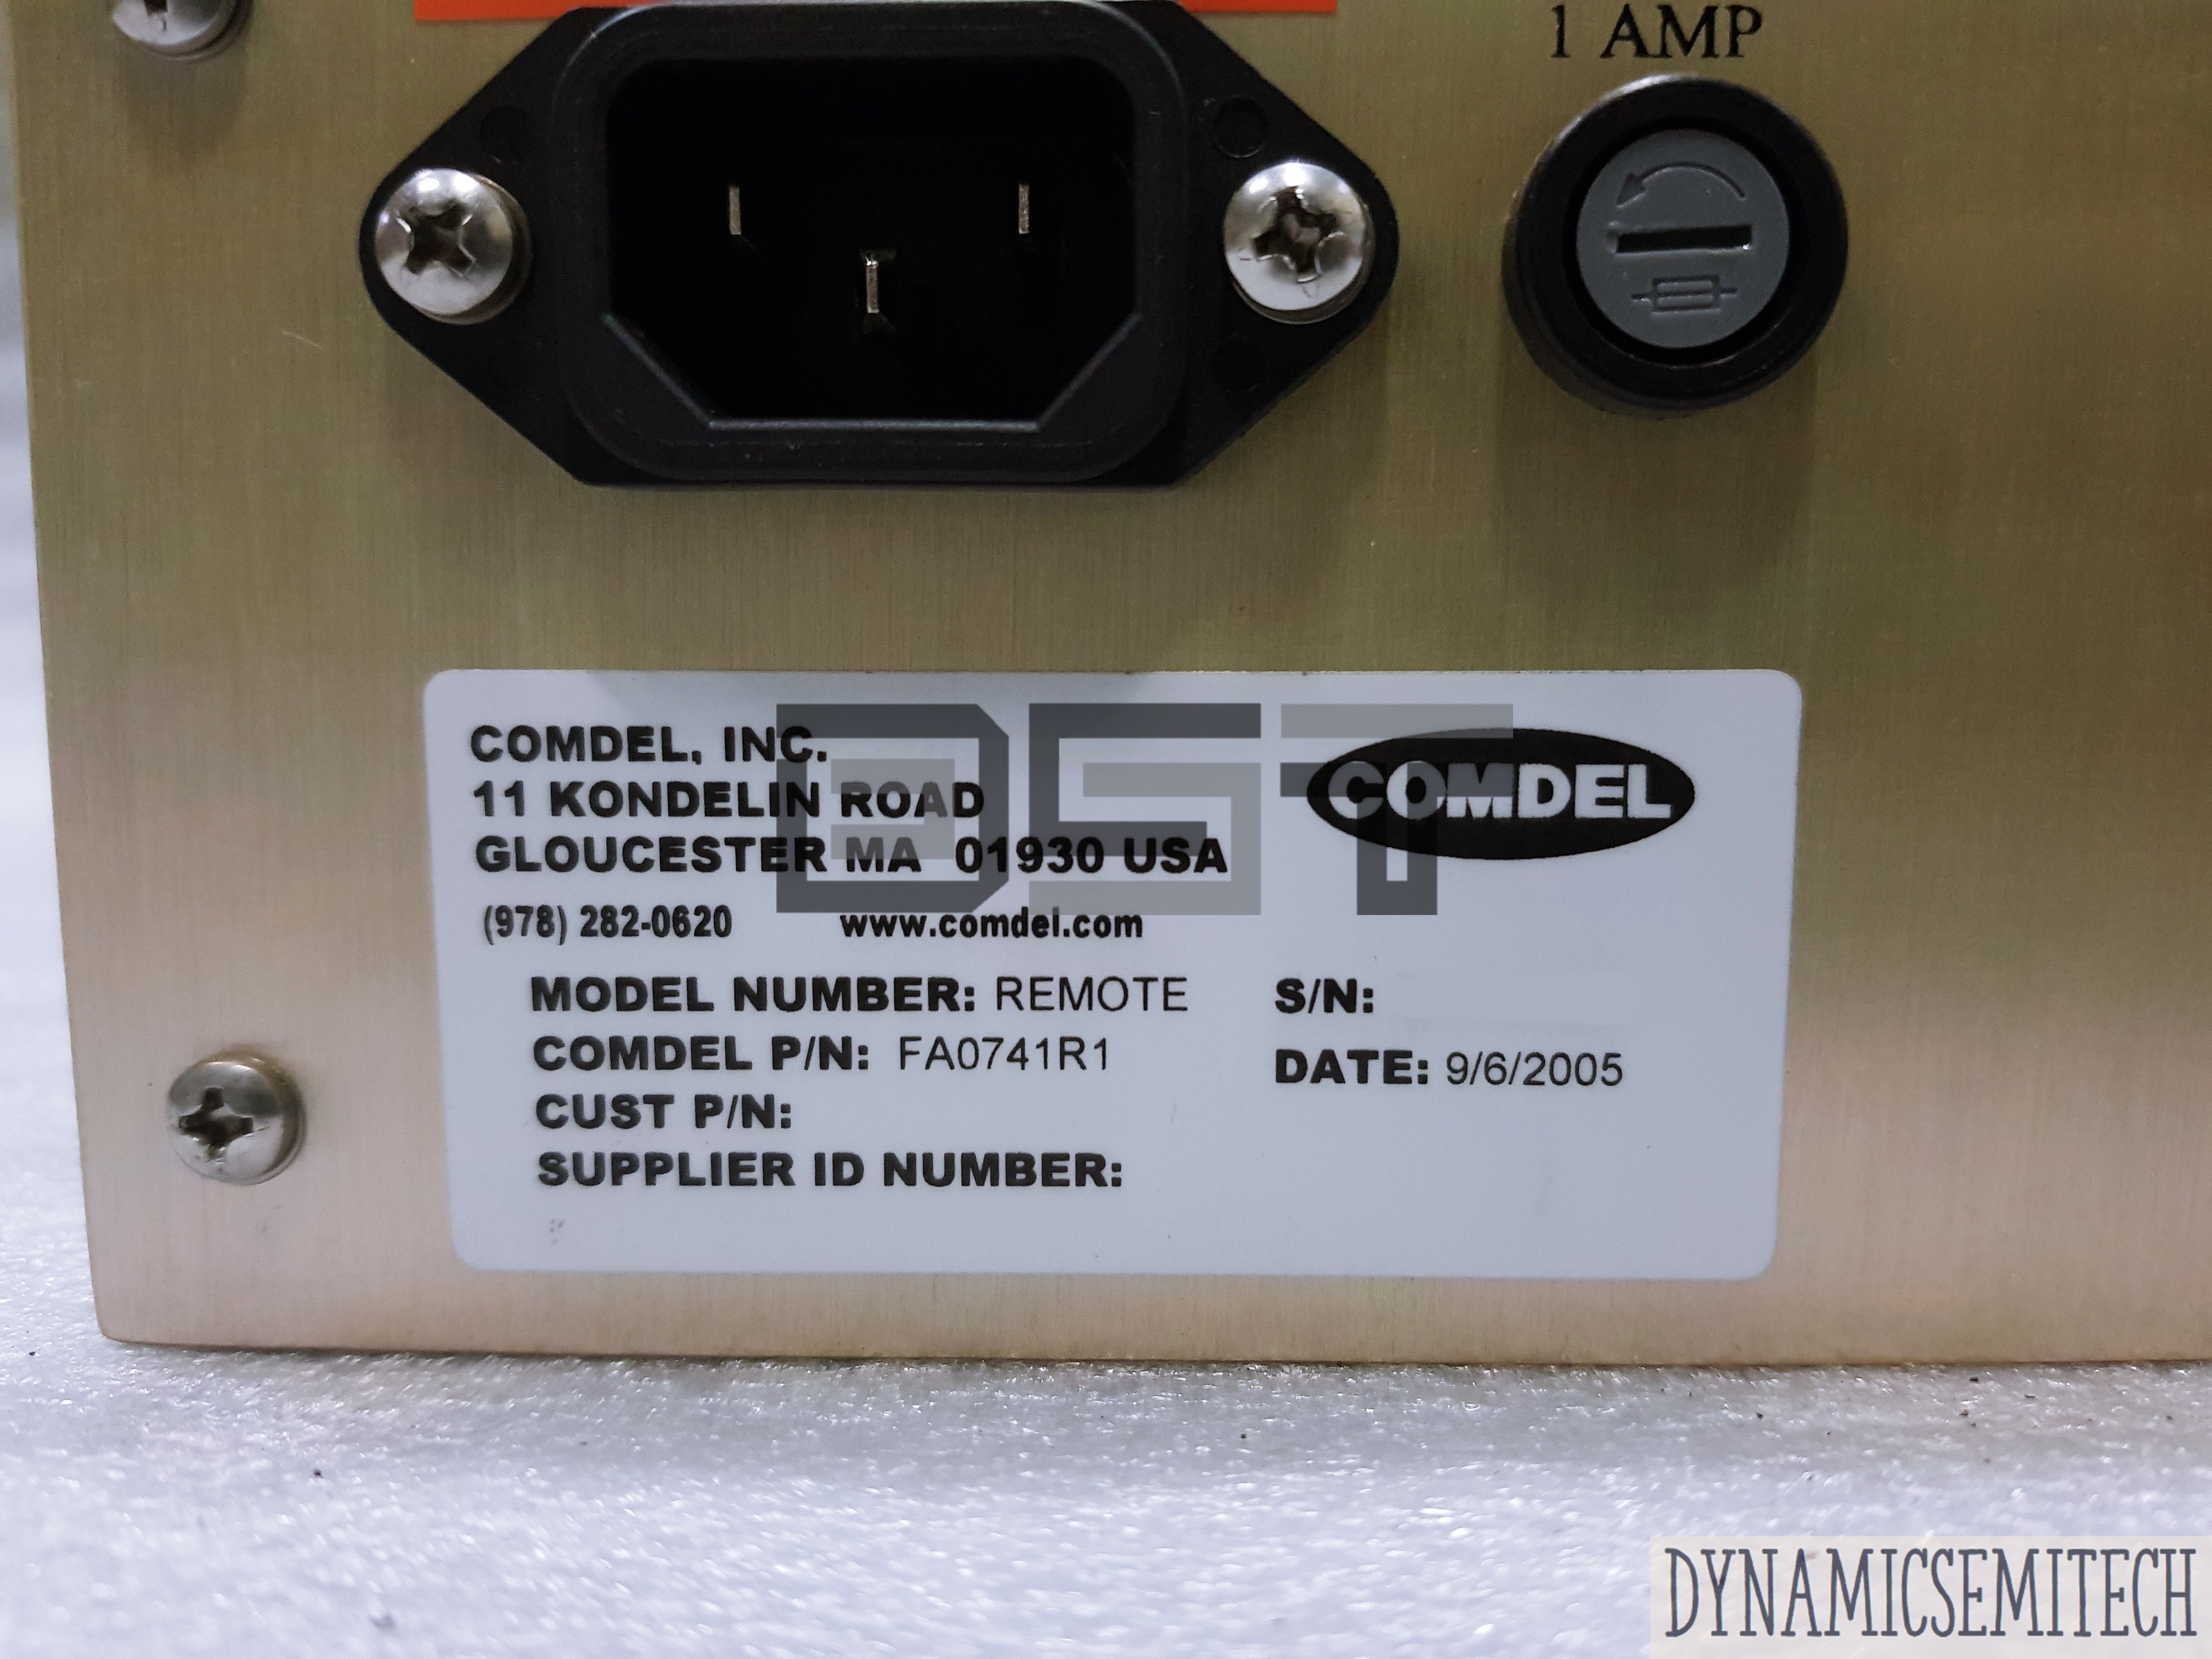 1 AMP
COMDEL, INC.
11 KONDELIN ROAD
GLOUCESTER MA 01930 USA
(978) 282-0620 www.comdel.com
COMDEL
DST
MODEL NUMBER: REMOTE
S/N:
COMDEL P/N: FA0741R1
DATE: 9/6/2005
CUST P/N:
SUPPLIER ID NUMBER:
DYNAMICSEMITECH